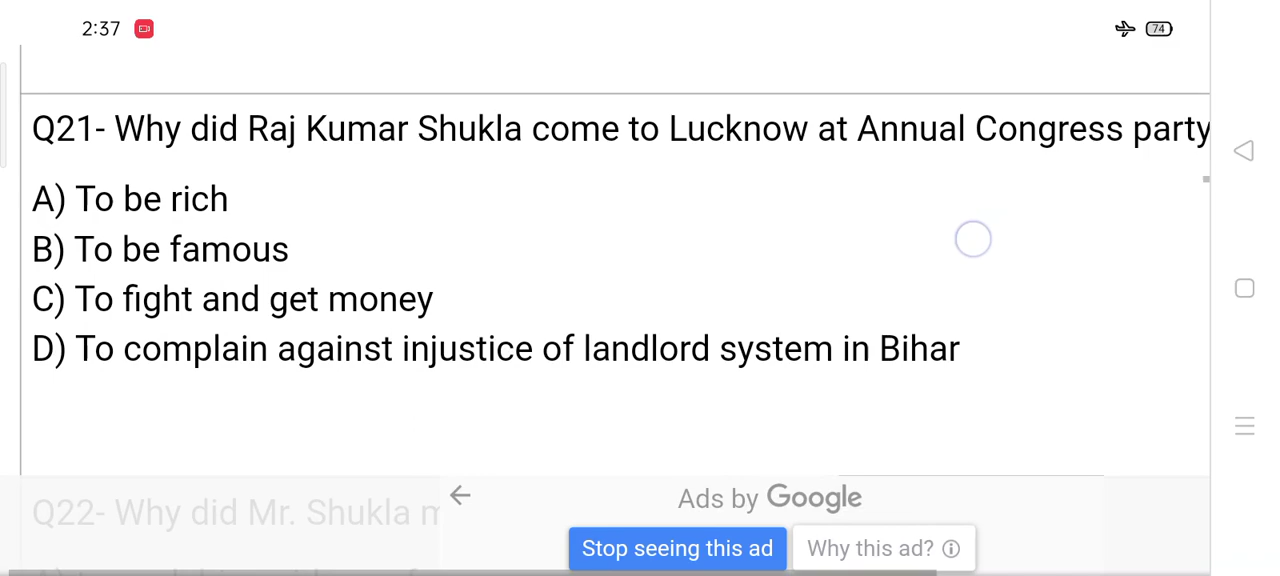 2:37
74
Q21- Why did Raj Kumar Shukla come to Lucknow at Annual Congress party
A) To be rich
B) To be famous
C) To fight and get money
D) To complain against injustice of landlord system in Bihar
Q22- Why did Mr. Shukla
Ads by Google
Stop seeing this ad
Why this ad?